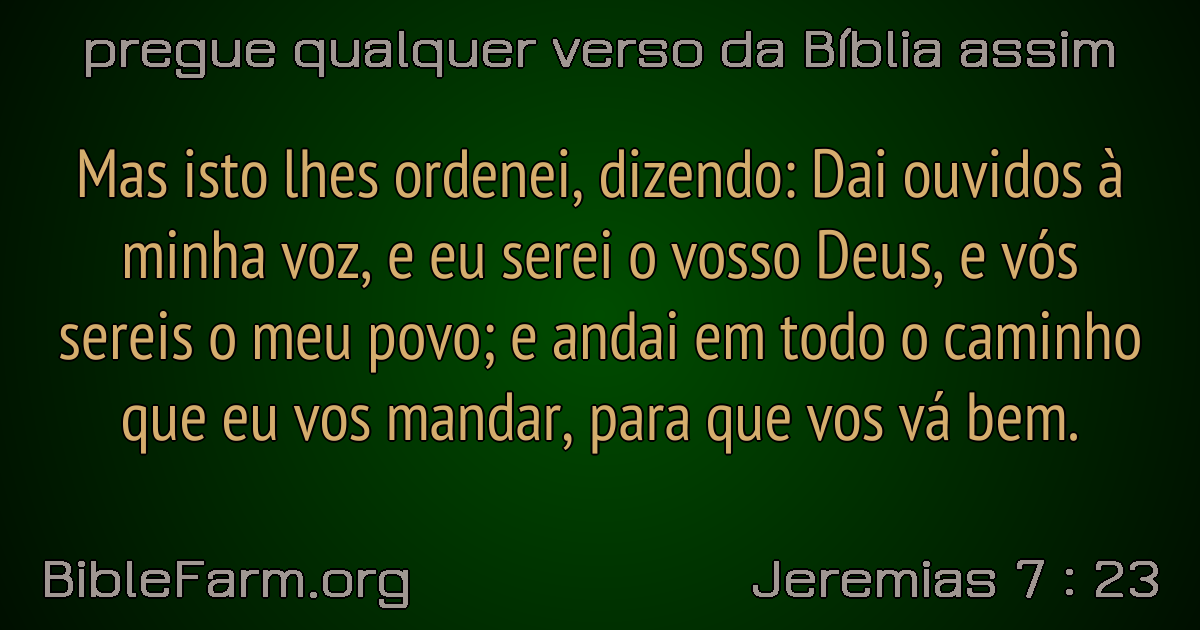 pregue qualquer verso da Bíblia assim
Mas isto lhes ordenei, dizendo: Dai ouvidos à
minha voz, e eu serei o vosso Deus, e vós
sereis o meu povo; e andai em todo o caminho
que eu vos mandar, para que vos vá bem.
BibleFarm.org
Jeremias 7 : 23